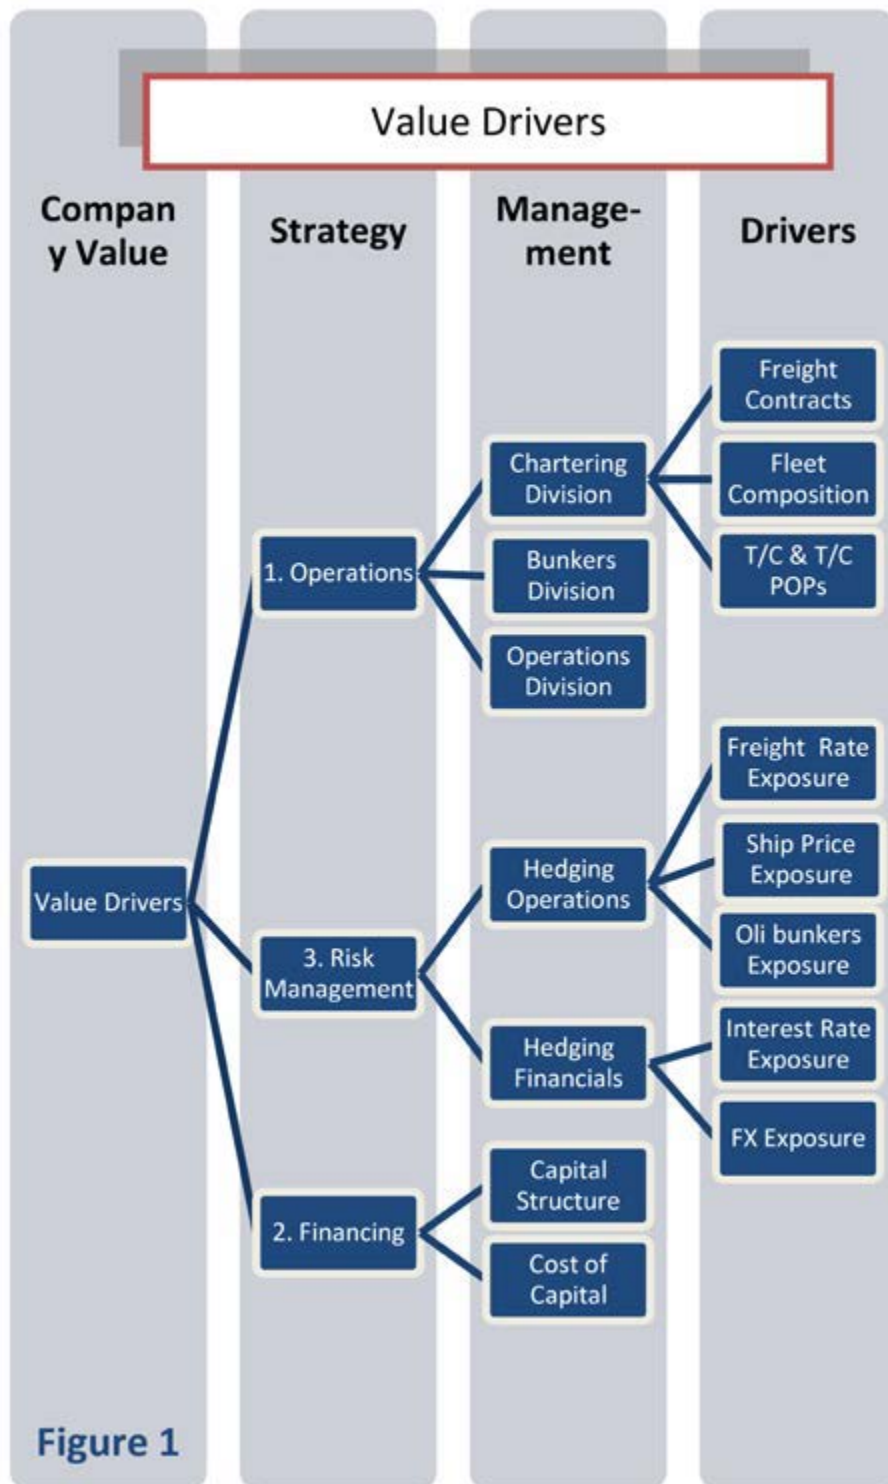 Value Drivers
Compan
y Value
Strategy
Manage-
ment
Drivers
Freight
Contracts
Chartering
Division
Fleet
Composition
1. Operations
Bunkers
Division
T/C & T/C
POPs
Operations
Division
Freight Rate
Exposure
Value Drivers
Hedging
Operations
Ship Price
Exposure
3. Risk
Management
Oli bunkers
Exposure
Hedging
Financials
Interest Rate
Exposure
FX Exposure
2. Financing
Capital
Structure
Cost of
Capital
Figure 1